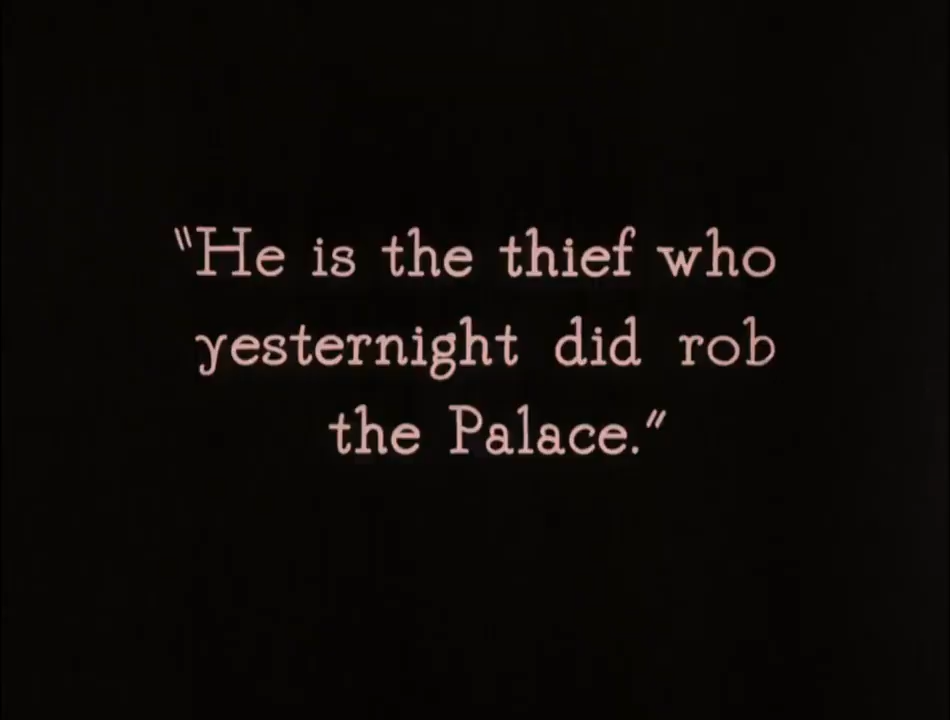 "He is the thief who
yesternight did rob
the Palace."